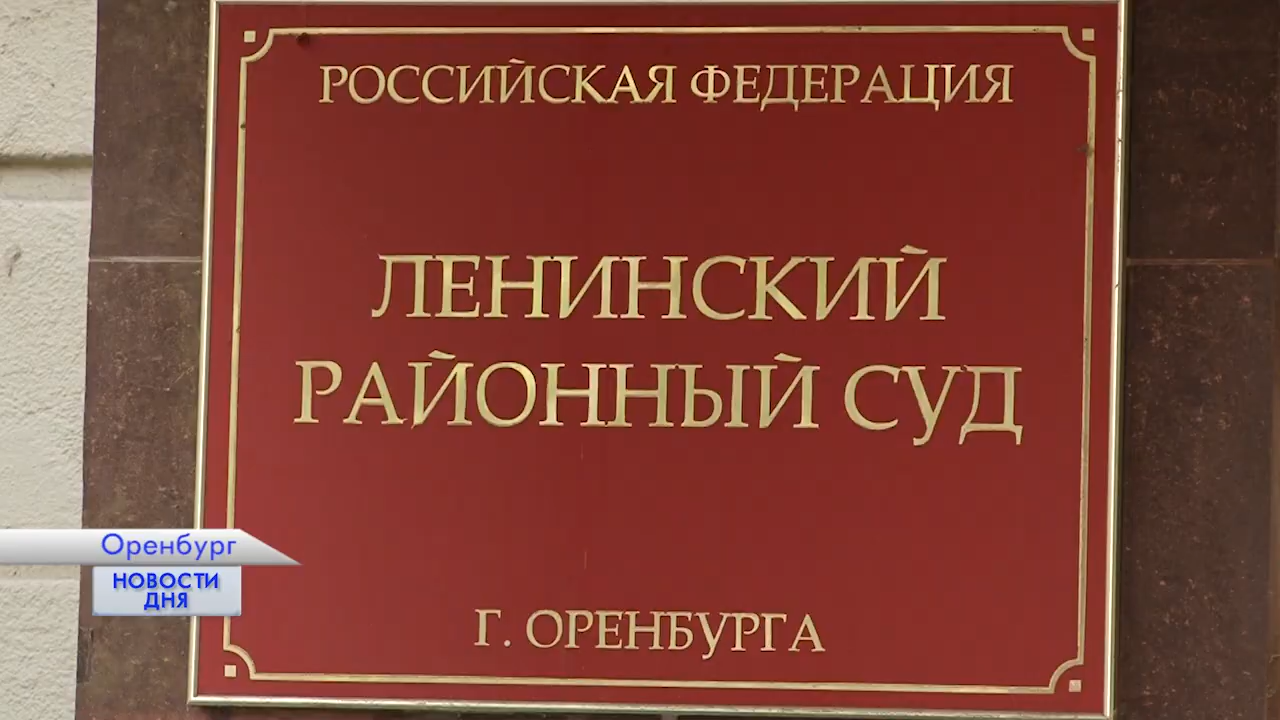 РОССИЙСКАЯ ФЕДЕРАЦИЯ
ЛЕНИНСКИЙ
РАЙОННЫЙ СУД
Г. ОРЕНБУРГА
Оренбург
НОВОСТИ
ДНЯ